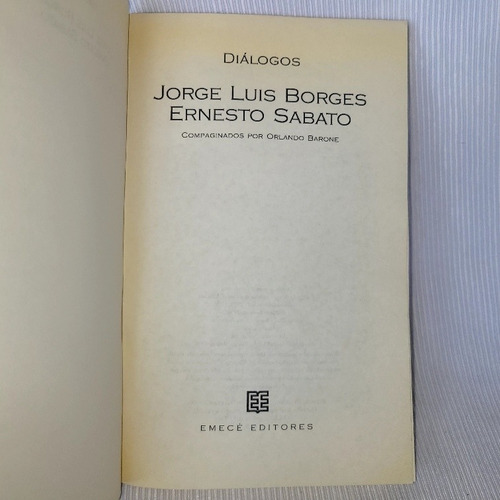 DIÁLOGOS
JORGE LUIS BORGES
ERNESTO SABATO
COMPAGINADOS POR ORLANDO BARONE
EMECÉ EDITORES